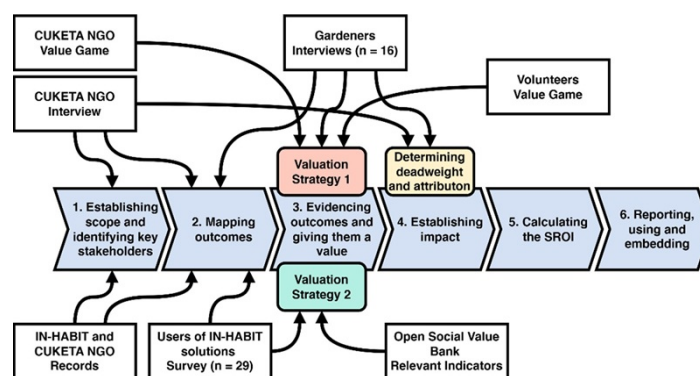 CUKETA NGO
Value Game
Gardeners
Interviews (n = 16)
CUKETA NGO
Interview
Volunteers
Value Game
Valuation
Strategy 1
Determining
deadweight
and attributon
1. Establishing
scope and
identifying key
stakeholders
2. Mapping
outcomes
3. Evidencing
outcomes and
giving them a
value
4. Establishing
impact
5. Calculating
the SROI
6. Reporting,
using and
embedding
Valuation
Strategy 2
IN-HABIT and
CUKETA NGO
Records
Users of IN-HABIT
solutions
Survey (n = 29)
Open Social Value
Bank
Relevant Indicators